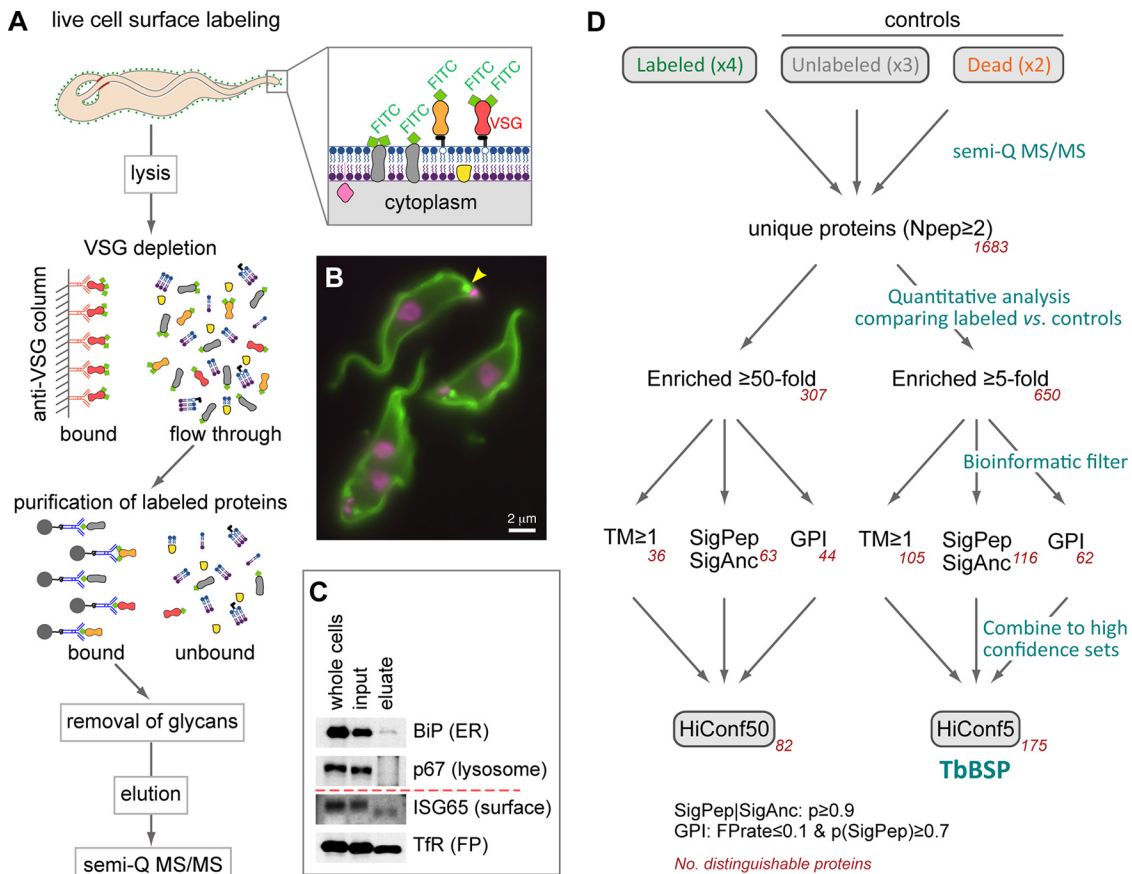 A
live cell surface labeling
FITC
FITC
FITC
FITC
VSG
cytoplasm
lysis
VSG depletion
anti-VSG column
bound
flow through
purification of labeled proteins
bound
unbound
removal of glycans
elution
semi-Q MS/MS
B
2 μm
C
whole cells
input
eluate
BiP (ER)
p67 (lysosome)
ISG65 (surface)
TfR (FP)
D
controls
Labeled (x4)
Unlabeled (x3)
Dead (x2)
semi-Q MS/MS
unique proteins (Npep≥2)
1683
Quantitative analysis
comparing labeled vs. controls
Enriched ≥50-fold
307
Enriched ≥5-fold
650
Bioinformatic filter
TM≥1
36
SigPep
SigAnc
63
GPI
44
TM≥1
105
SigPep
SigAnc
116
GPI
62
Combine to high
confidence sets
HiConf50
82
HiConf5
175
TbBSP
SigPep|SigAnc: p≥0.9
GPI: FPrate≤0.1 & p(SigPep)≥0.7
No. distinguishable proteins